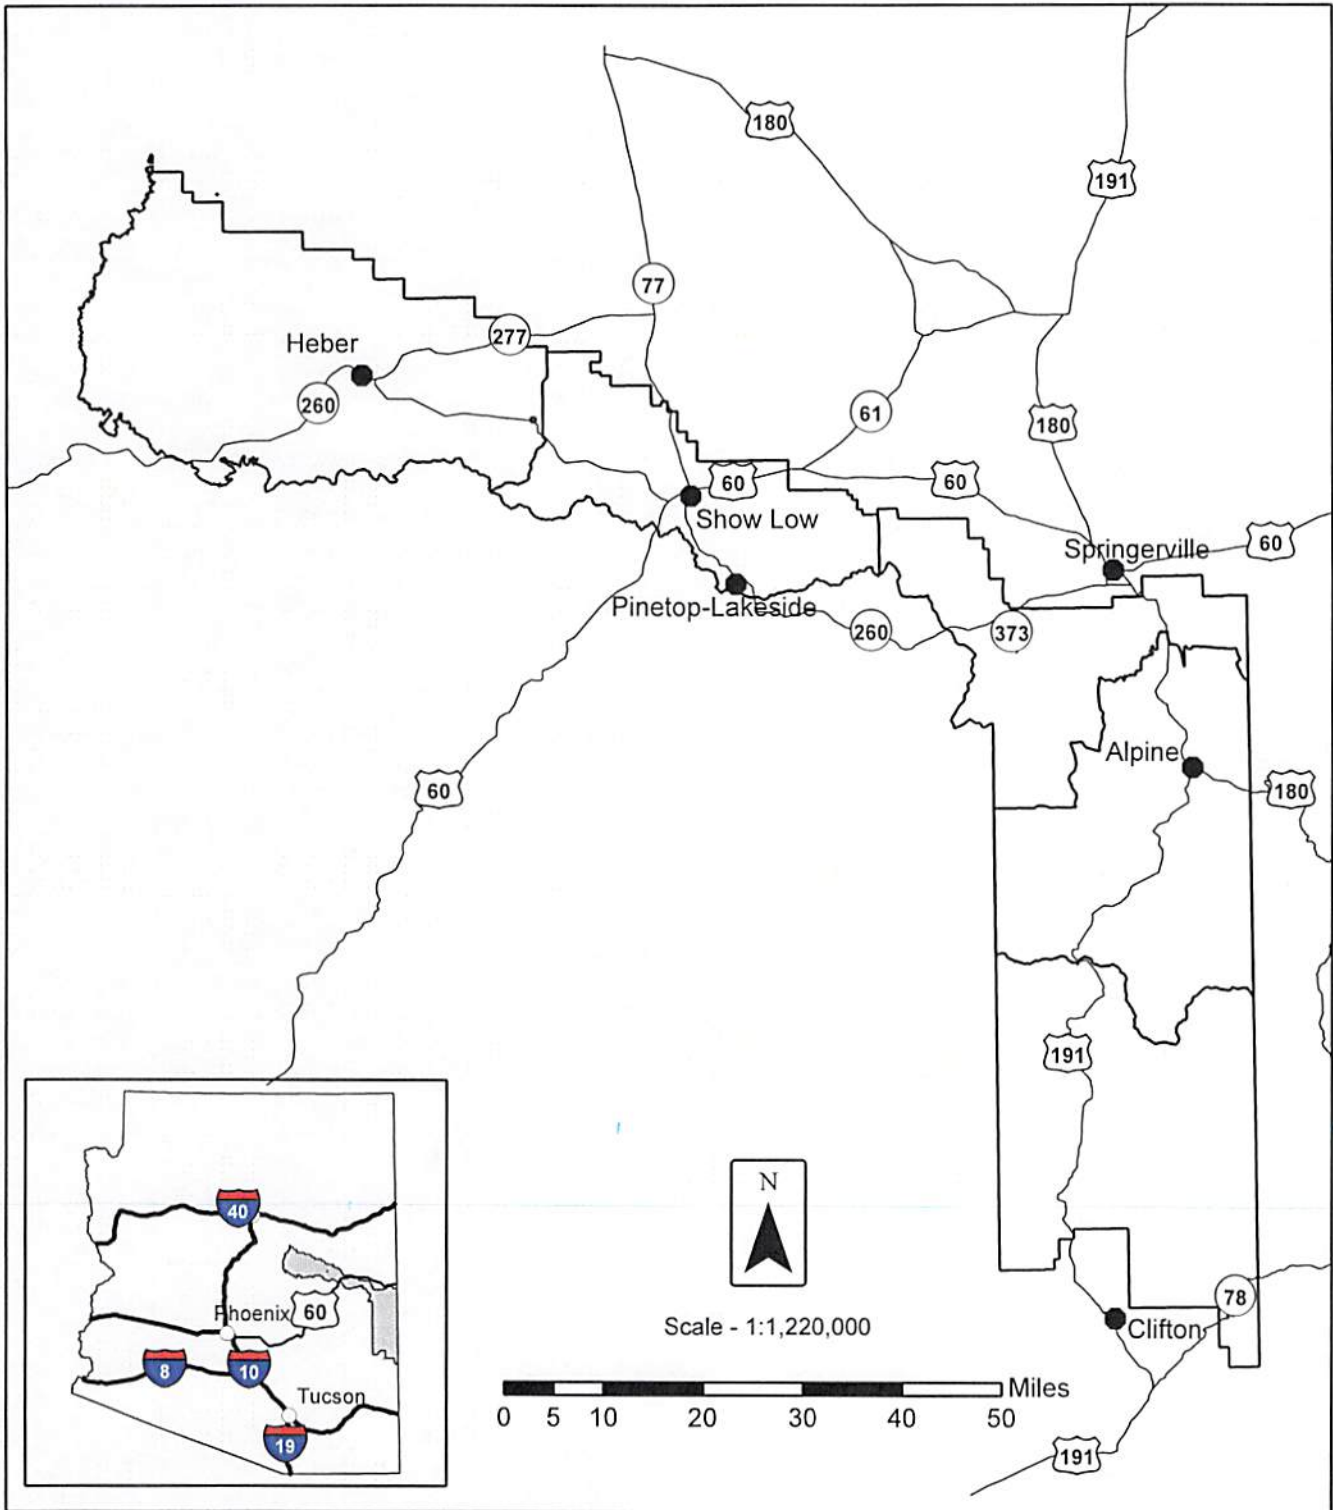 180
191
77
277
Heber
260
61
180
60
60
Show Low
Springerville
60
Pinetop-Lakeside
260
373
Alpine
180
60
191
N
40
78
Phoenix
60
Scale - 1:1,220,000
Clifton
8
10
Tucson
Miles
0 5 10 20 30 40 50
19
191